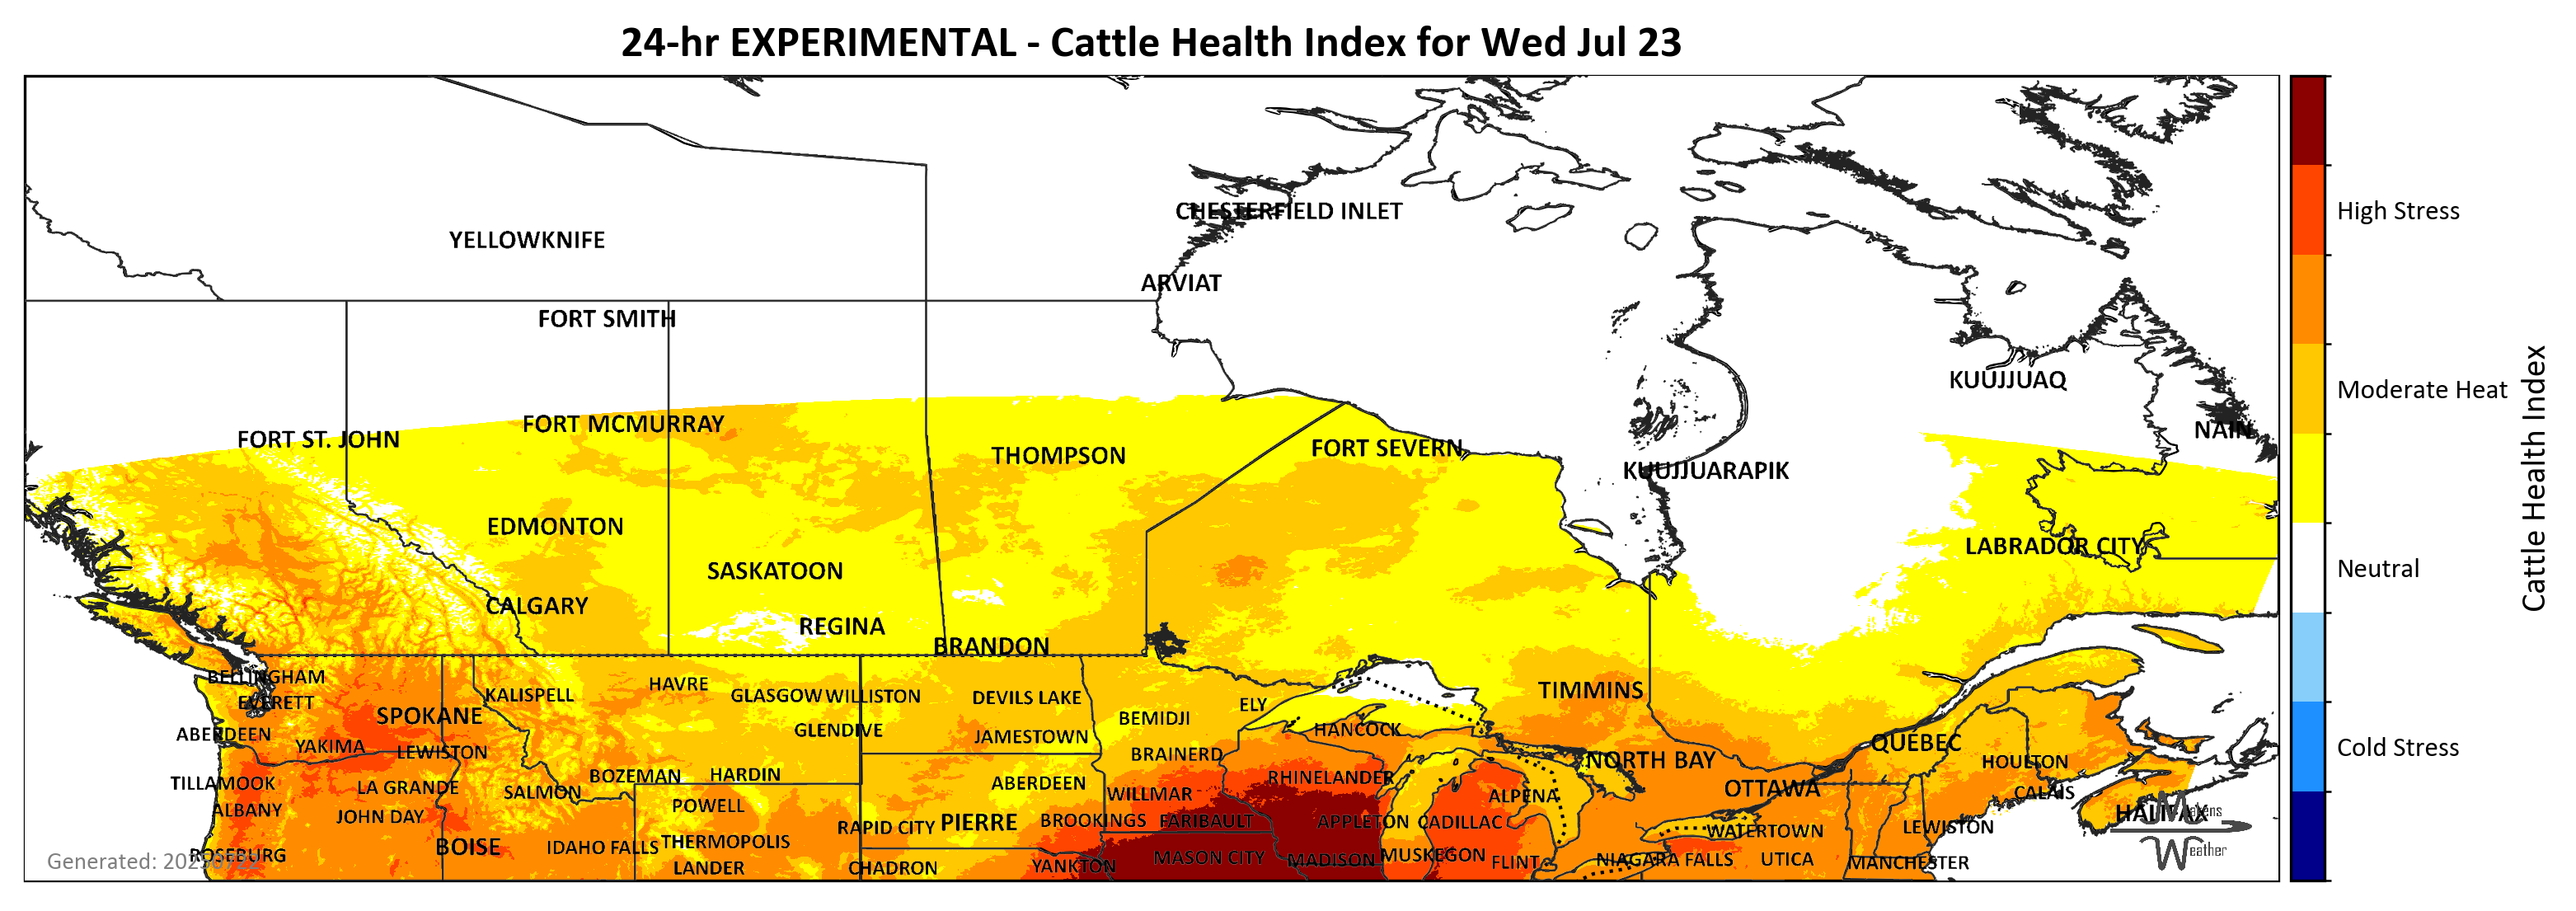 24-hr EXPERIMENTAL - Cattle Health Index for Wed Jul 23
CHESTERFIELD INLET
High Stress
YELLOWKNIFE
ARVIAT
FORT SMITH
KUUJJUAQ
Moderate Heat
FORT MCMURRAY
NAIN
FORT ST. JOHN
FORT SEVERN
THOMPSON
KUUJJUARAPIK
Cattle Health Index
EDMONTON
LABRADOR CITY
SASKATOON
Neutral
CALGARY
REGINA
BRANDON
BELLINGHAM
HAVRE
KALISPELL
GLASGOW
WILLISTON
DEVILS LAKE
TIMMINS
EVERETT
ELY
SPOKANE
BEMIDJI
ABERDEEN
GLENDIVE
JAMESTOWN
HANCOCK
QUEBEC
YAKIMA
LEWISTON
BRAINERD
Cold Stress
NORTH BAY
HOULTON
BOZEMAN
HARDIN
RHINELANDER
TILLAMOOK
LA GRANDE
SALMON
ABERDEEN
WILLMAR
ALPENA
OTTAWA
CALAIS
ALBANY
JOHN DAY
POWELL
HALIFAX
Makens
RAPID CITY
PIERRE
BROOKINGS
FARIBAULT
APPLETON
CADILLAC
WATERTOWN
LEWISTON
BOISE
IDAHO FALLS
THERMOPOLIS
Weather
ROSEBURG
MASON CITY
MADISON
MUSKEGON
FLINT
NIAGARA FALLS
UTICA
MANCHESTER
LANDER
CHADRON
YANKTON
Generated: